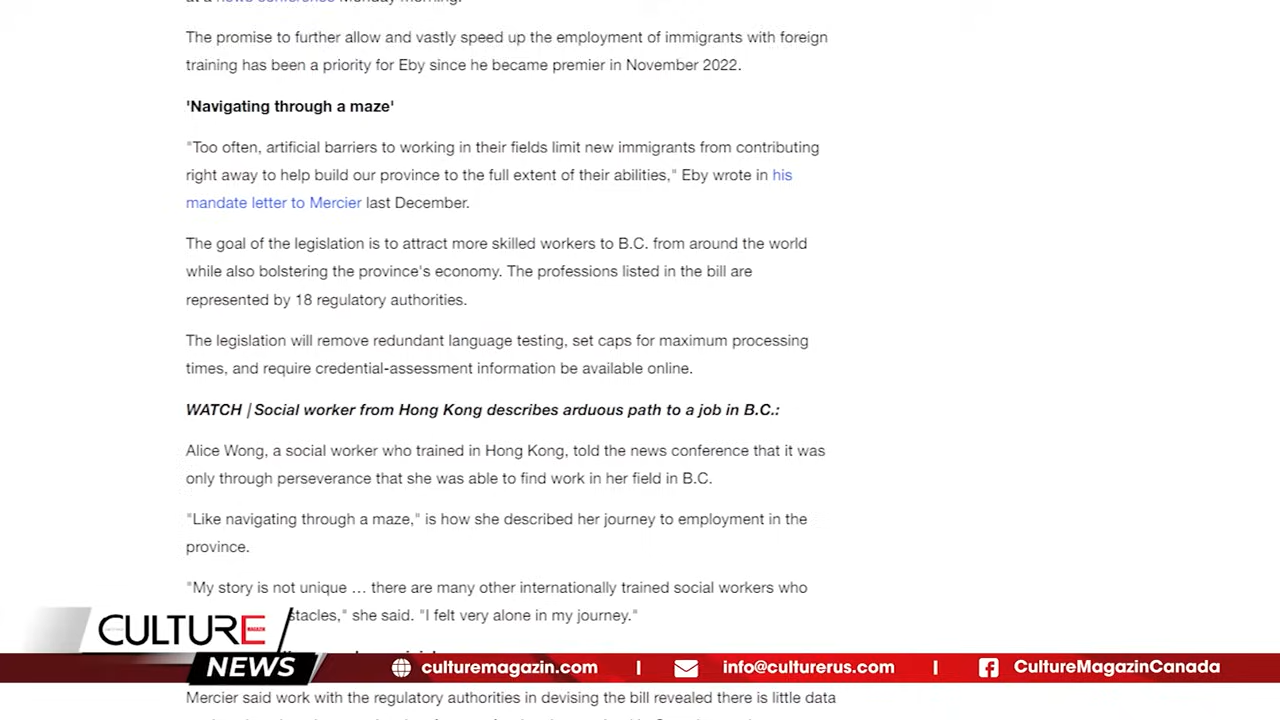 at a news conference Monday morning.
The promise to further allow and vastly speed up the employment of immigrants with foreign
training has been a priority for Eby since he became premier in November 2022.
'Navigating through a maze'
"Too often, artificial barriers to working in their fields limit new immigrants from contributing
right away to help build our province to the full extent of their abilities," Eby wrote in his
mandate letter to Mercier last December.
The goal of the legislation is to attract more skilled workers to B.C. from around the world
while also bolstering the province's economy. The professions listed in the bill are
represented by 18 regulatory authorities.
The legislation will remove redundant language testing, set caps for maximum processing
times, and require credential-assessment information be available online.
WATCH | Social worker from Hong Kong describes arduous path to a job in B.C.:
Alice Wong, a social worker who trained in Hong Kong, told the news conference that it was
only through perseverance that she was able to find work in her field in B.C.
"Like navigating through a maze," is how she described her journey to employment in the
province.
"My story is not unique … there are many other internationally trained social workers who
stacles," she said. "I felt very alone in my journey."
CULTURE MAGAZIN
NEWS
culturemagazin.com | info@culturerus.com | CultureMagazinCanada
Mercier said work with the regulatory authorities in devising the bill revealed there is little data